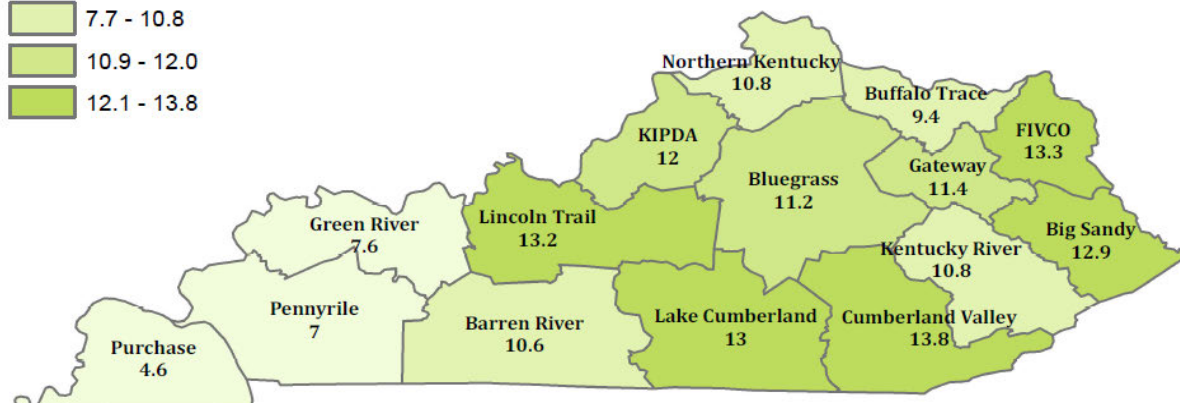 7.7 - 10.8
10.9 - 12.0
12.1 - 13.8
Northern Kentucky
10.8
Buffalo Trace
9.4
FIVCO
13.3
KIPDA
12
Gateway
11.4
Bluegrass
11.2
Lincoln Trail
13.2
Green River
7.6
Big Sandy
12.9
Kentucky River
10.8
Pennyrile
7
Barren River
10.6
Lake Cumberland
13
Cumberland Valley
13.8
Purchase
4.6